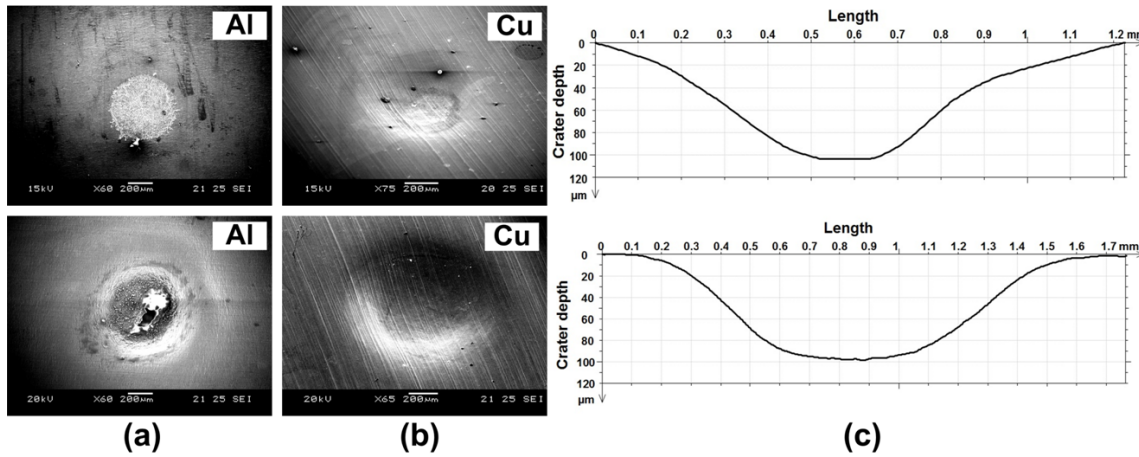 Al
15kV X60 200μm 21 25 SEI
Cu
15kV X75 200μm 20 25 SEI
Length
0 0.1 0.2 0.3 0.4 0.5 0.6 0.7 0.8 0.9 1 1.1 1.2 mm
Crater depth
0
20
40
60
80
100
120
μm
Al
20kV X60 200μm 21 25 SEI
Cu
20kV X65 200μm 21 25 SEI
Length
0 0.1 0.2 0.3 0.4 0.5 0.6 0.7 0.8 0.9 1 1.1 1.2 1.3 1.4 1.5 1.6 1.7 mm
Crater depth
0
20
40
60
80
100
120
μm
(a) (b) (c)